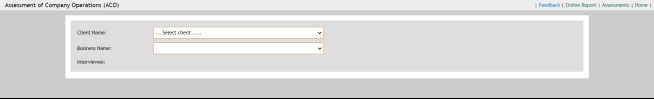 Assessment of Company Operations (ACO)
| Feedback | Online Report | Assessments | Home |
Client Name: ... Select client .....
Business Name:
Interviewee: